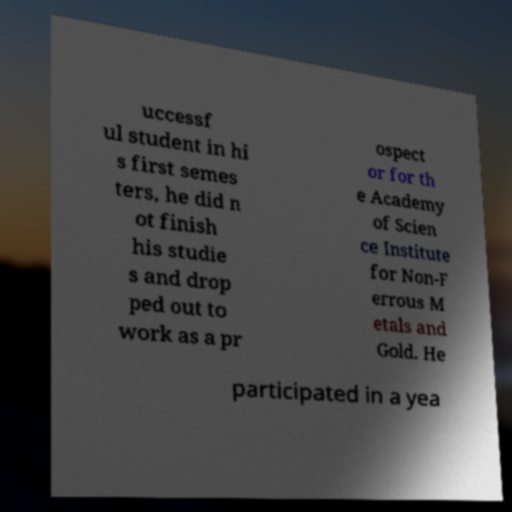 uccessf
ul student in hi
s first semes
ters, he did n
ot finish
his studie
s and drop
ped out to
work as a pr
ospect
or for th
e Academy
of Scien
ce Institute
for Non-F
errous M
etals and
Gold. He
participated in a yea